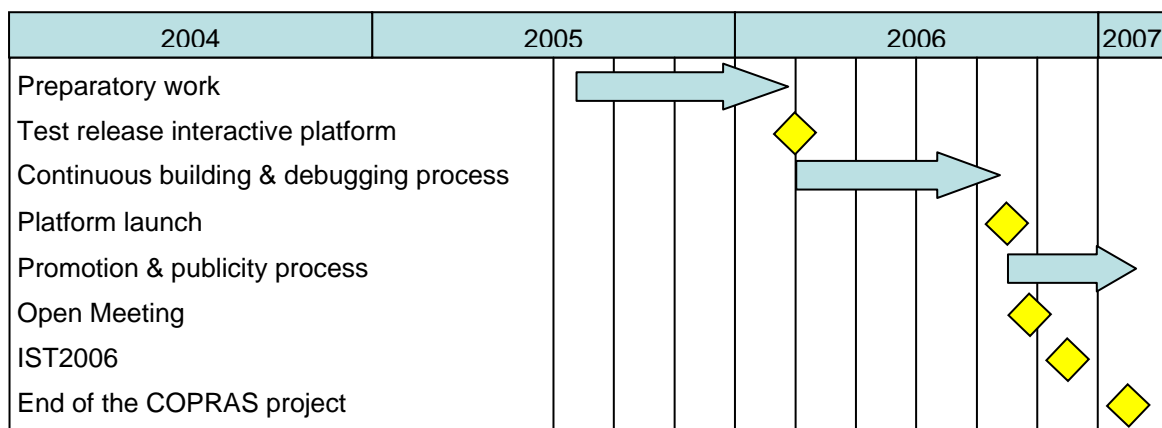 2004 2005 2006 2007
Preparatory work
Test release interactive platform
Continuous building & debugging process
Platform launch
Promotion & publicity process
Open Meeting
IST2006
End of the COPRAS project